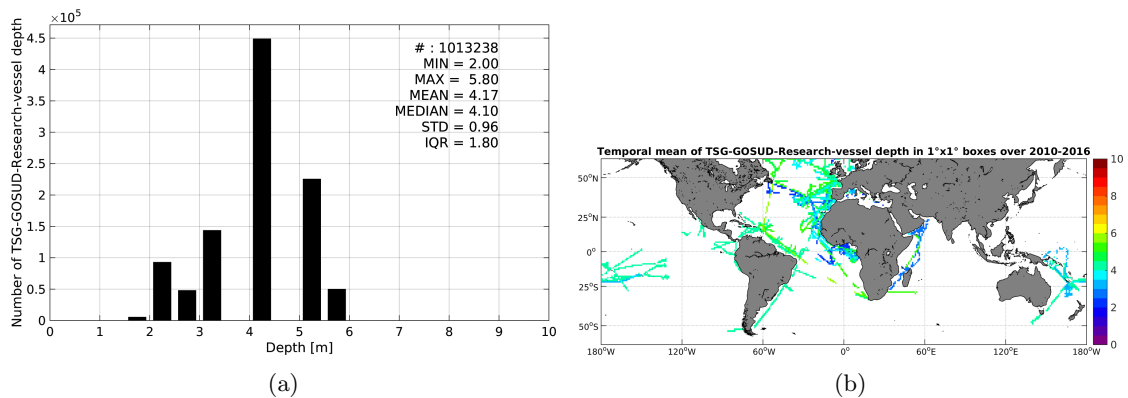 ×10⁵
Number of TSG-GOSUD-Research-vessel depth
4.5
4
3.5
3
2.5
2
1.5
1
0.5
0
0 1 2 3 4 5 6 7 8 9 10
Depth [m]
# : 1013238
MIN = 2.00
MAX = 5.80
MEAN = 4.17
MEDIAN = 4.10
STD = 0.96
IQR = 1.80
(a)
Temporal mean of TSG-GOSUD-Research-vessel depth in 1°x1° boxes over 2010-2016
50°N
25°N
0°
25°S
50°S
180°W 120°W 60°W 0° 60°E 120°E 180°W
10
8
6
4
2
0
(b)